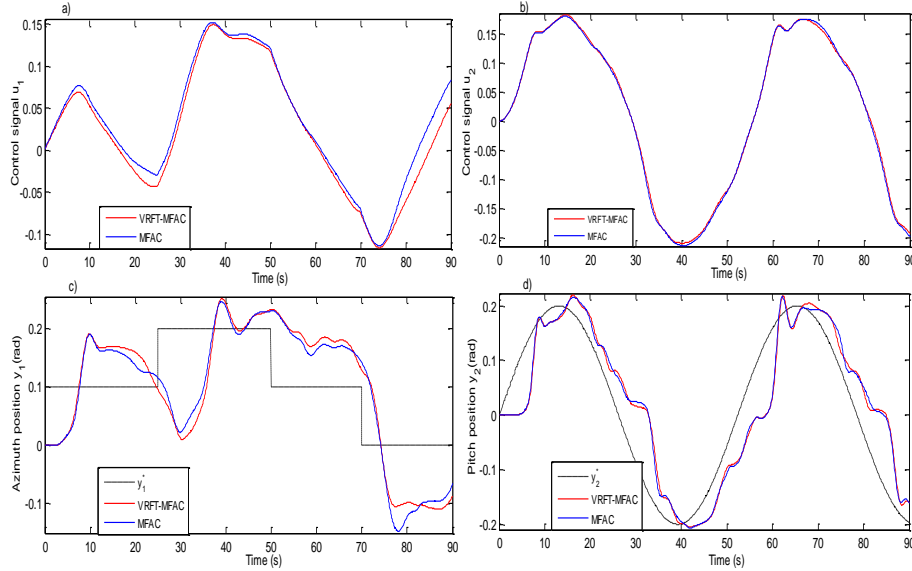 a)
Control signal u1
0.15
0.1
0.05
0
-0.05
-0.1
VRFT-MFAC
MFAC
0 10 20 30 40 50 60 70 80 90
Time (s)
b)
Control signal u2
0.15
0.1
0.05
0
-0.05
-0.1
-0.15
-0.2
VRFT-MFAC
MFAC
0 10 20 30 40 50 60 70 80 90
Time (s)
c)
Azimuth position y1(rad)
0.2
0.1
0
-0.1
y1*
VRFT-MFAC
MFAC
0 10 20 30 40 50 60 70 80 90
Time (s)
d)
Pitch position y2(rad)
0.2
0.1
0
-0.1
-0.2
y2*
VRFT-MFAC
MFAC
0 10 20 30 40 50 60 70 80 90
Time (s)